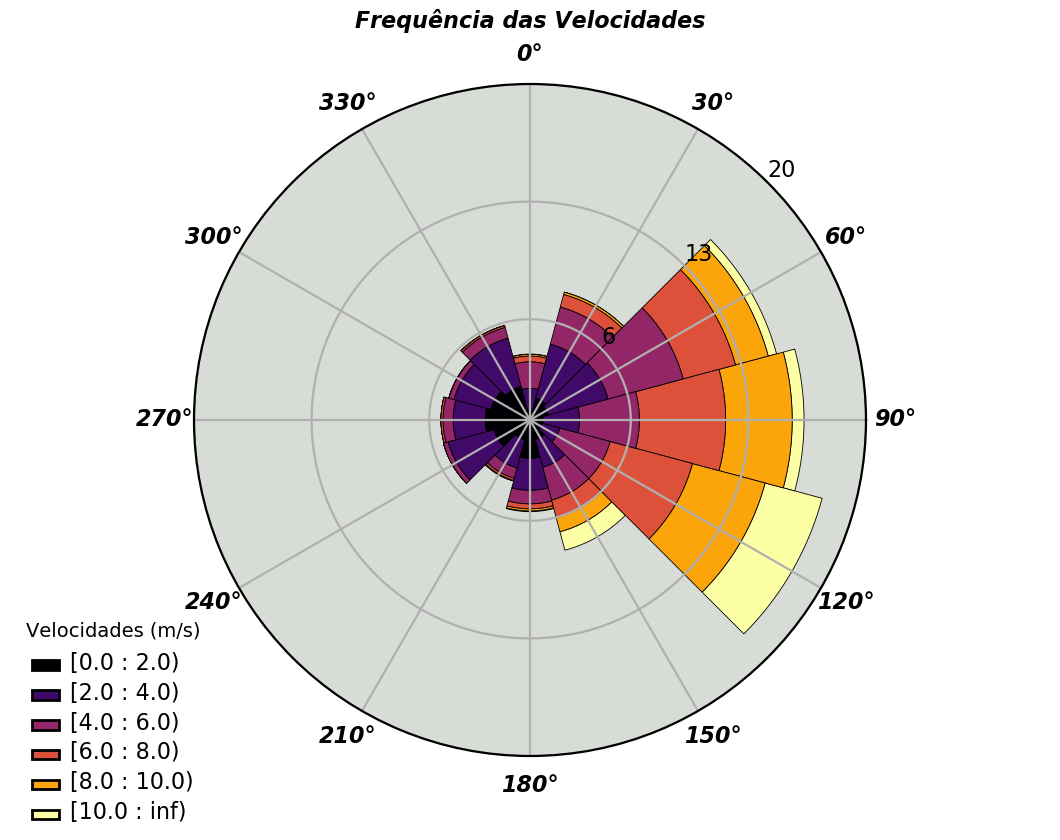 Frequência das Velocidades
0°
330°
30°
20
300°
60°
13
6
270°
90°
240°
120°
210°
150°
180°
Velocidades (m/s)
[0.0 : 2.0)
[2.0 : 4.0)
[4.0 : 6.0)
[6.0 : 8.0)
[8.0 : 10.0)
[10.0 : inf)